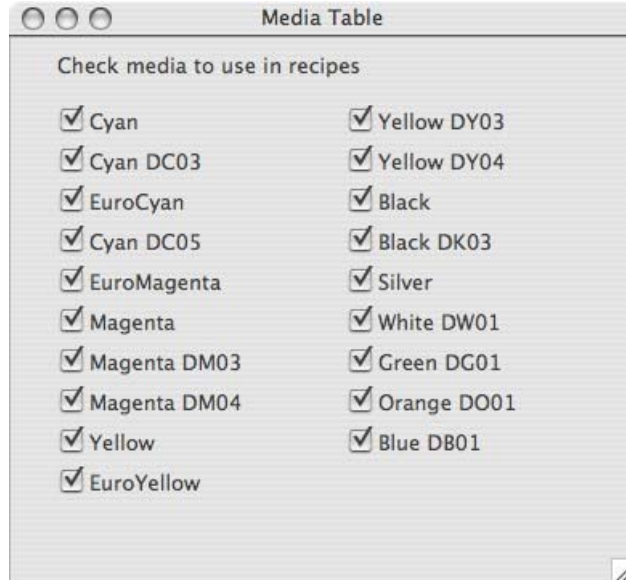 Media Table
Check media to use in recipes
Cyan
Cyan DC03
EuroCyan
Cyan DC05
EuroMagenta
Magenta
Magenta DM03
Magenta DM04
Yellow
EuroYellow
Yellow DY03
Yellow DY04
Black
Black DK03
Silver
White DW01
Green DG01
Orange DO01
Blue DB01